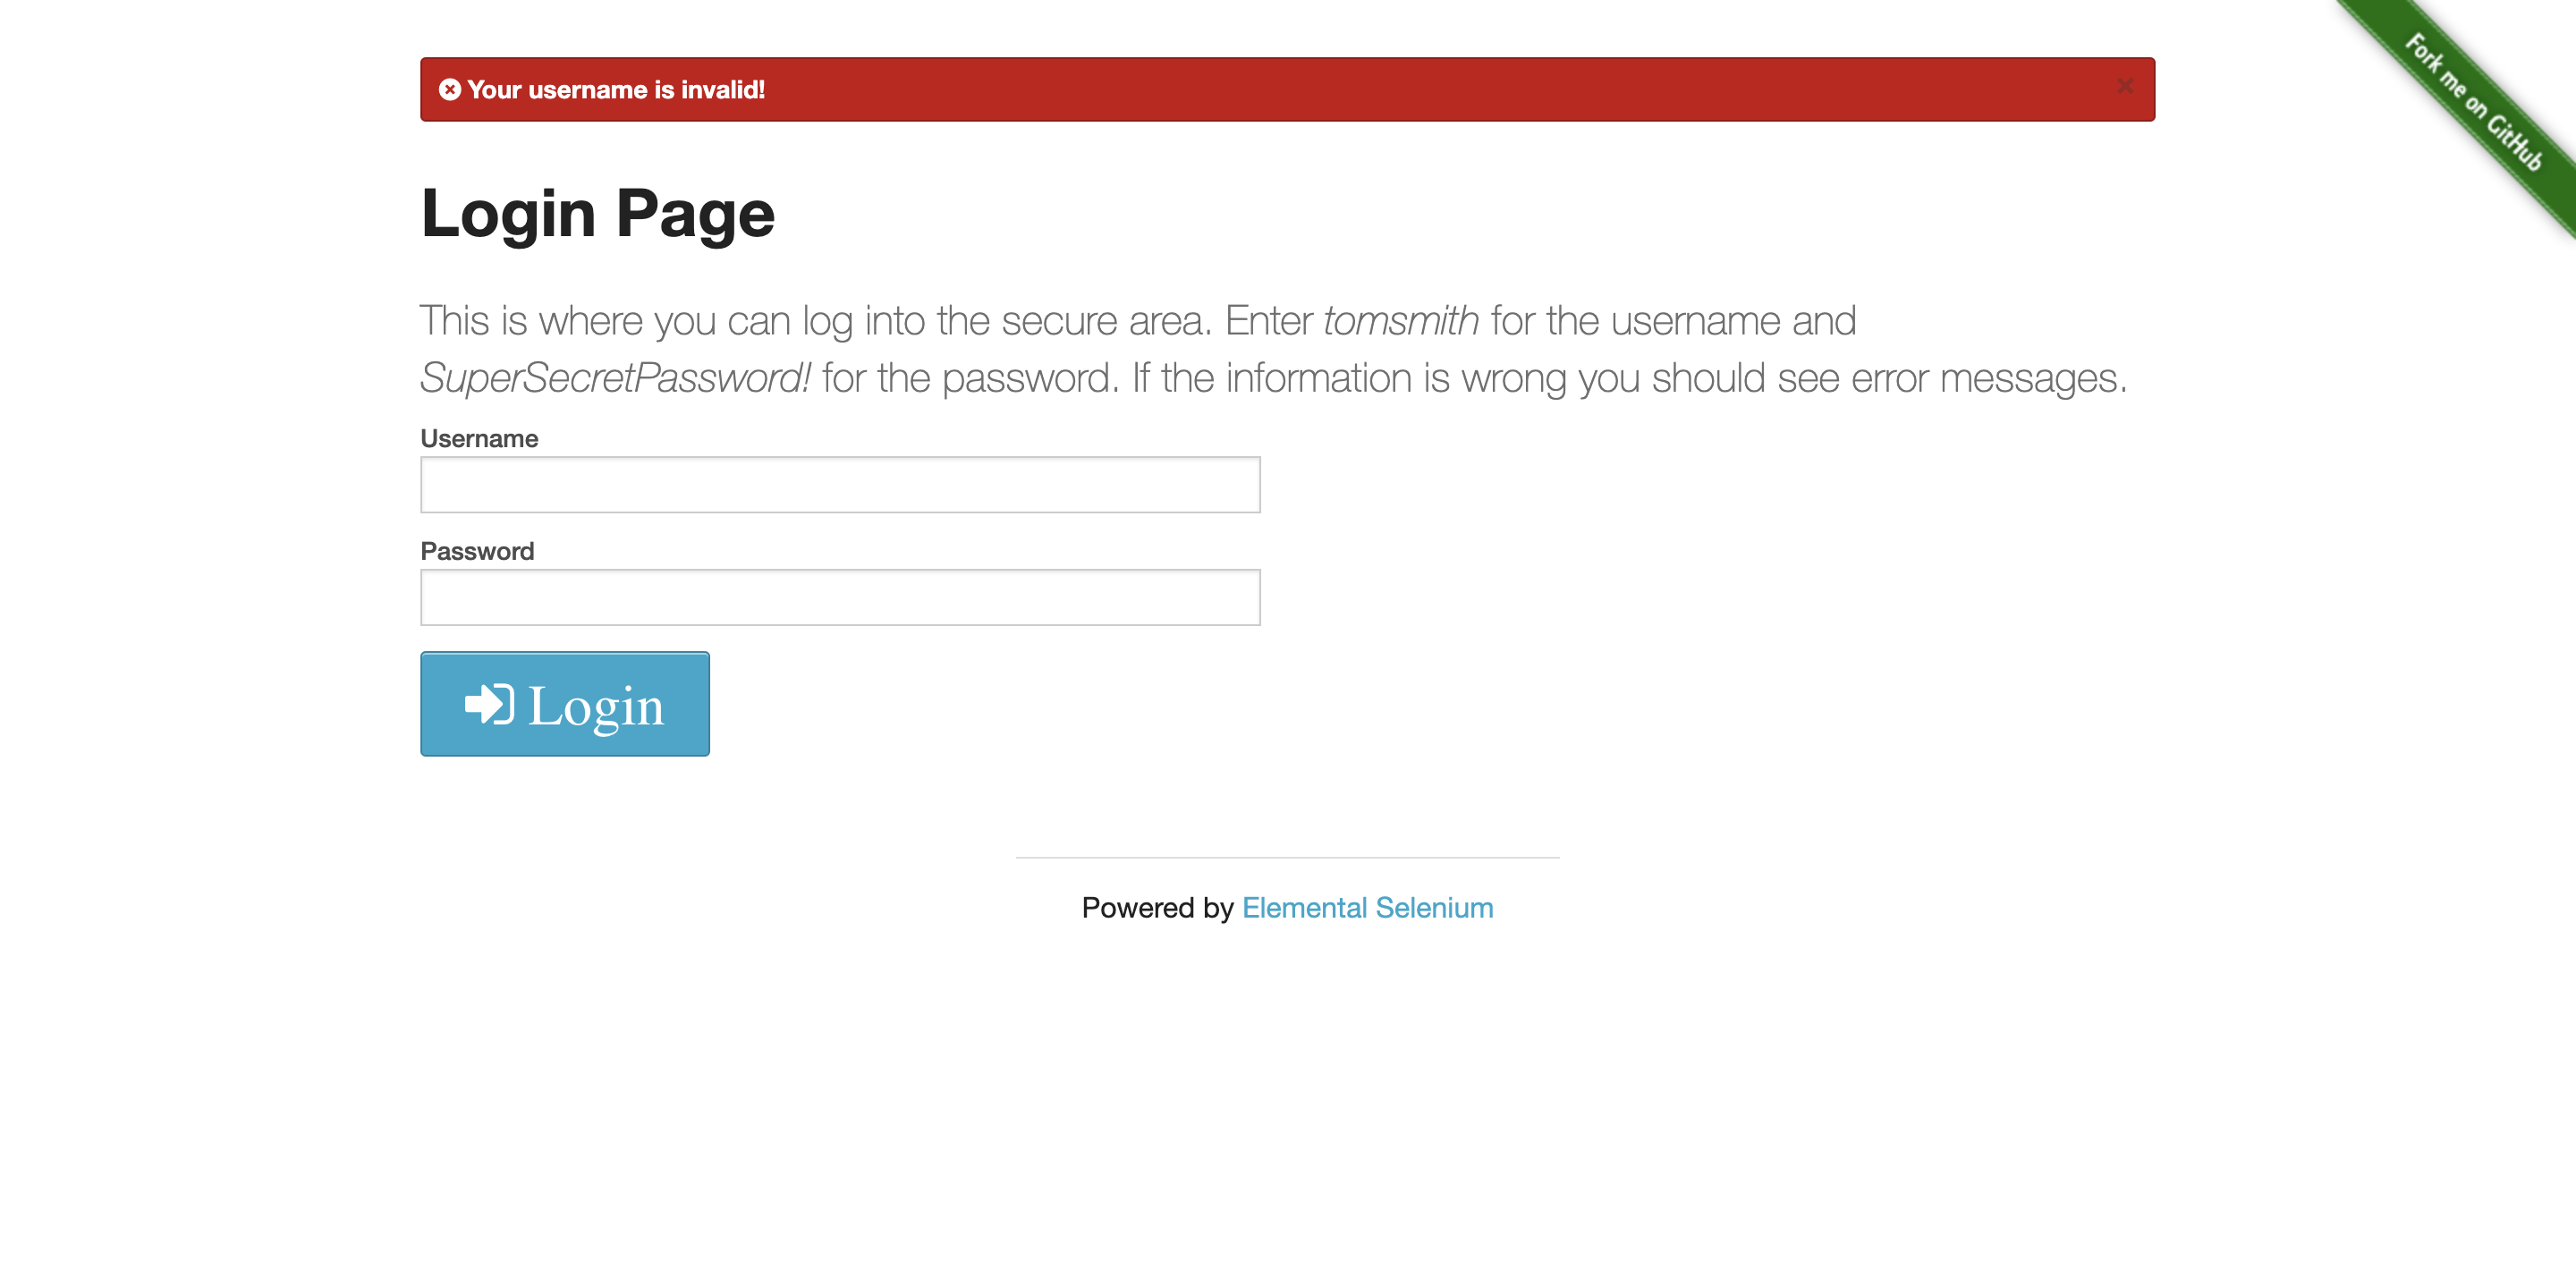 Your username is invalid!
×
Fork me on GitHub
Login Page
This is where you can log into the secure area. Enter tomsmith for the username and
SuperSecretPassword! for the password. If the information is wrong you should see error messages.
Username
Password
Login
Powered by Elemental Selenium